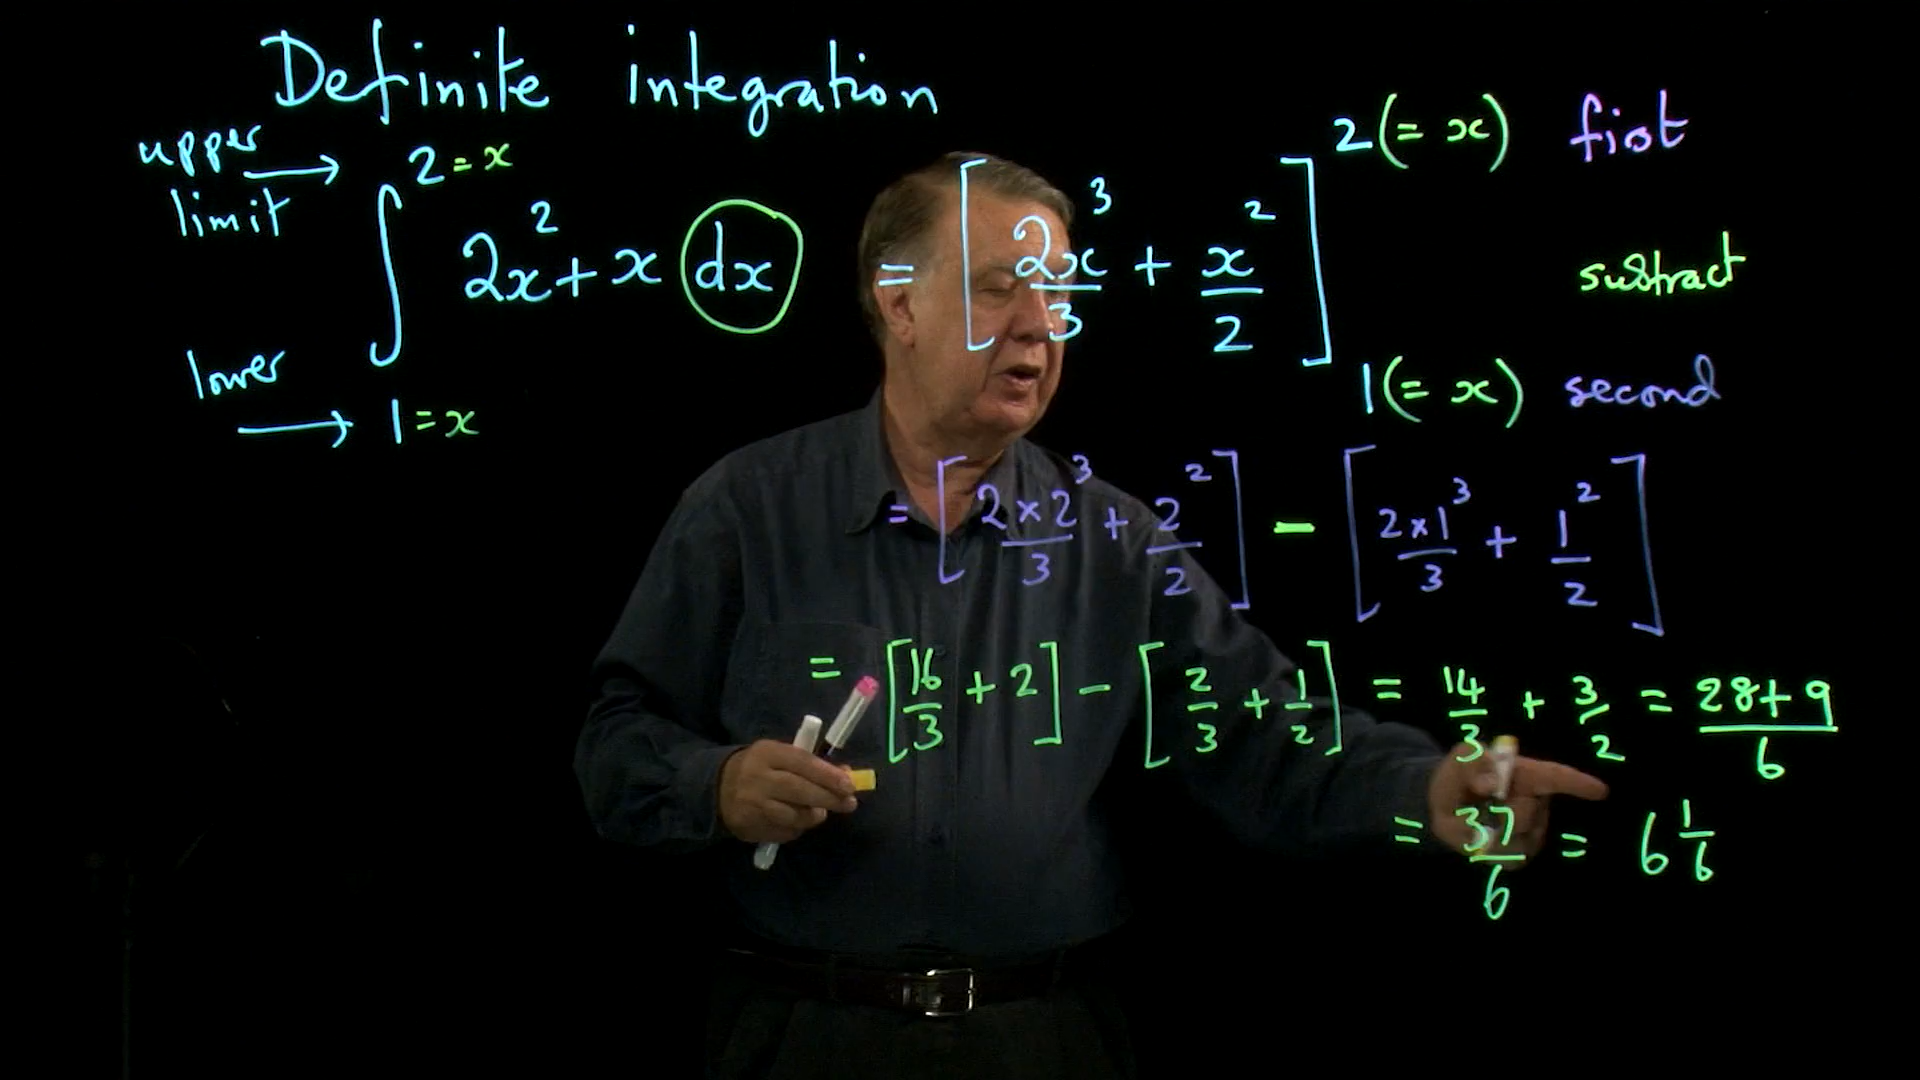 Definite integration
upper limit → ∫ 2 = x
lower → 1 = x
2x² + x dx = [2x³/3 + x²/2] 2 (= x) first
subtract
1 (= x) second
= [2×2³/3 + 2²/2] − [2×1³/3 + 1²/2]
= [16/3 + 2] − [2/3 + 1/2] = 14/3 + 3/2 = 28+9/6
= 37/6 = 6 1/6